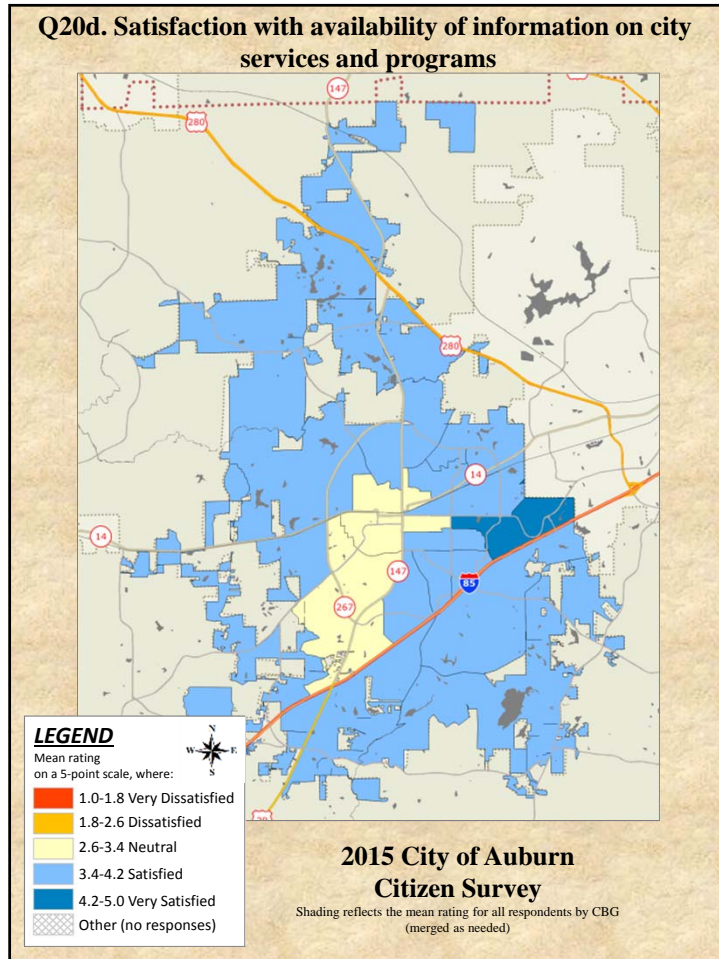 Q20d. Satisfaction with availability of information on city
services and programs
147
280
280
14
14
147
85
267
LEGEND
Mean rating
on a 5-point scale, where:
N
W
E
S
1.0-1.8 Very Dissatisfied
1.8-2.6 Dissatisfied
2.6-3.4 Neutral
3.4-4.2 Satisfied
4.2-5.0 Very Satisfied
Other (no responses)
2015 City of Auburn
Citizen Survey
Shading reflects the mean rating for all respondents by CBG
(merged as needed)